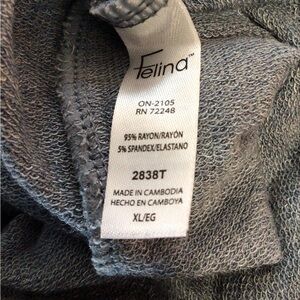 Felina™
ON-2105
RN 72248
95% RAYON/RAYÓN
5% SPANDEX/ELASTANO
2838T
MADE IN CAMBODIA
HECHO EN CAMBOYA
XL/EG